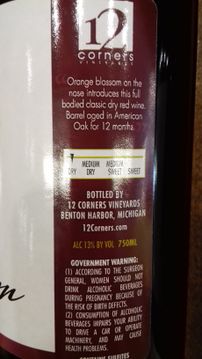 12
corners
VINEYARDS
"
Orange blossom on the
nose introduces this full
bodied classic dry red wine.
Barrel aged in American
Oak for 12 months.
"
DRY MEDIUM DRY MEDIUM SWEET SWEET
BOTTLED BY
12 CORNERS VINEYARDS
BENTON HARBOR, MICHIGAN
12Corners.com
ALC 13% BY VOL 750ML
GOVERNMENT WARNING:
(1) ACCORDING TO THE SURGEON
GENERAL, WOMEN SHOULD NOT
DRINK ALCOHOLIC BEVERAGES
DURING PREGNANCY BECAUSE OF
THE RISK OF BIRTH DEFECTS.
(2) CONSUMPTION OF ALCOHOLIC
BEVERAGES IMPAIRS YOUR ABILITY
TO DRIVE A CAR OR OPERATE
MACHINERY, AND MAY CAUSE
HEALTH PROBLEMS.
CONTAINS SULFITES